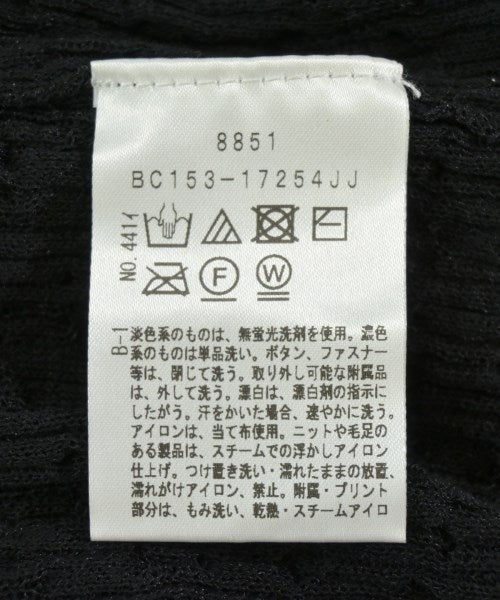 8851
BC153-17254JJ
NO.441イ
F
W
B-1
淡色系のものは、無蛍光洗剤を使用。濃色
系のものは単品洗い。ボタン、ファスナー
等は、閉じて洗う。取り外し可能な附属品
は、外して洗う。漂白は、漂白剤の指示に
したがう。汗をかいた場合、速やかに洗う。
アイロンは、当て布使用。ニットや毛足の
ある製品は、スチームでの浮かしアイロン
仕上げ。つけ置き洗い・濡れたままの放置、
濡れがけアイロン、禁止。附属・プリント
部分は、もみ洗い、乾熱・スチームアイロ